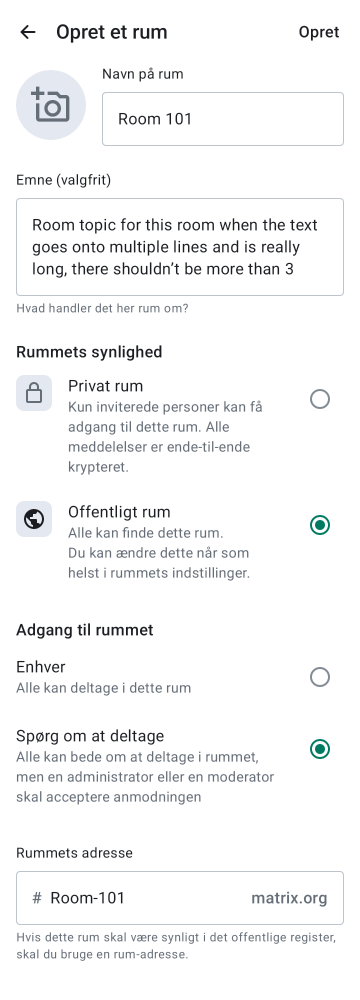 Opret et rum
Opret
Navn på rum
Room 101
Emne (valgfrit)
Room topic for this room when the text
goes onto multiple lines and is really
long, there shouldn’t be more than 3
Hvad handler det her rum om?
Rummets synlighed
Privat rum
Kun inviterede personer kan få
adgang til dette rum. Alle
meddelelser er ende-til-ende
krypteret.
Offentligt rum
Alle kan finde dette rum.
Du kan ændre dette når som
helst i rummets indstillinger.
Adgang til rummet
Enhver
Alle kan deltage i dette rum
Spørg om at deltage
Alle kan bede om at deltage i rummet,
men en administrator eller en moderator
skal acceptere anmodningen
Rummets adresse
# Room-101 matrix.org
Hvis dette rum skal være synligt i det offentlige register,
skal du bruge en rum-adresse.